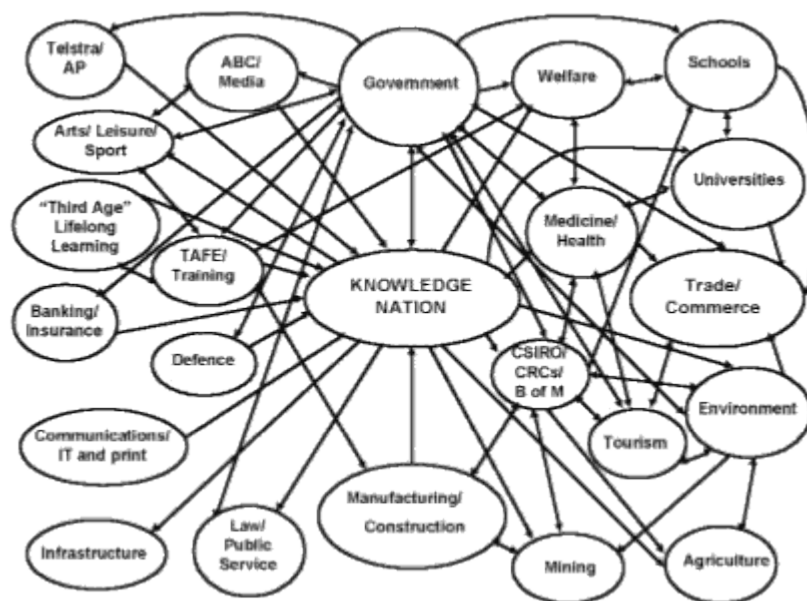 Telstra/
AP
ABC/
Media
Government
Welfare
Schools
Arts/ Leisure/
Sport
Universities
"Third Age"
Lifelong
Learning
Medicine/
Health
TAFE/
Training
KNOWLEDGE
NATION
Trade/
Commerce
Banking/
Insurance
Defence
CSIRO/
CRCs/
B of M
Environment
Communications/
IT and print
Tourism
Manufacturing/
Construction
Infrastructure
Law/
Public
Service
Mining
Agriculture